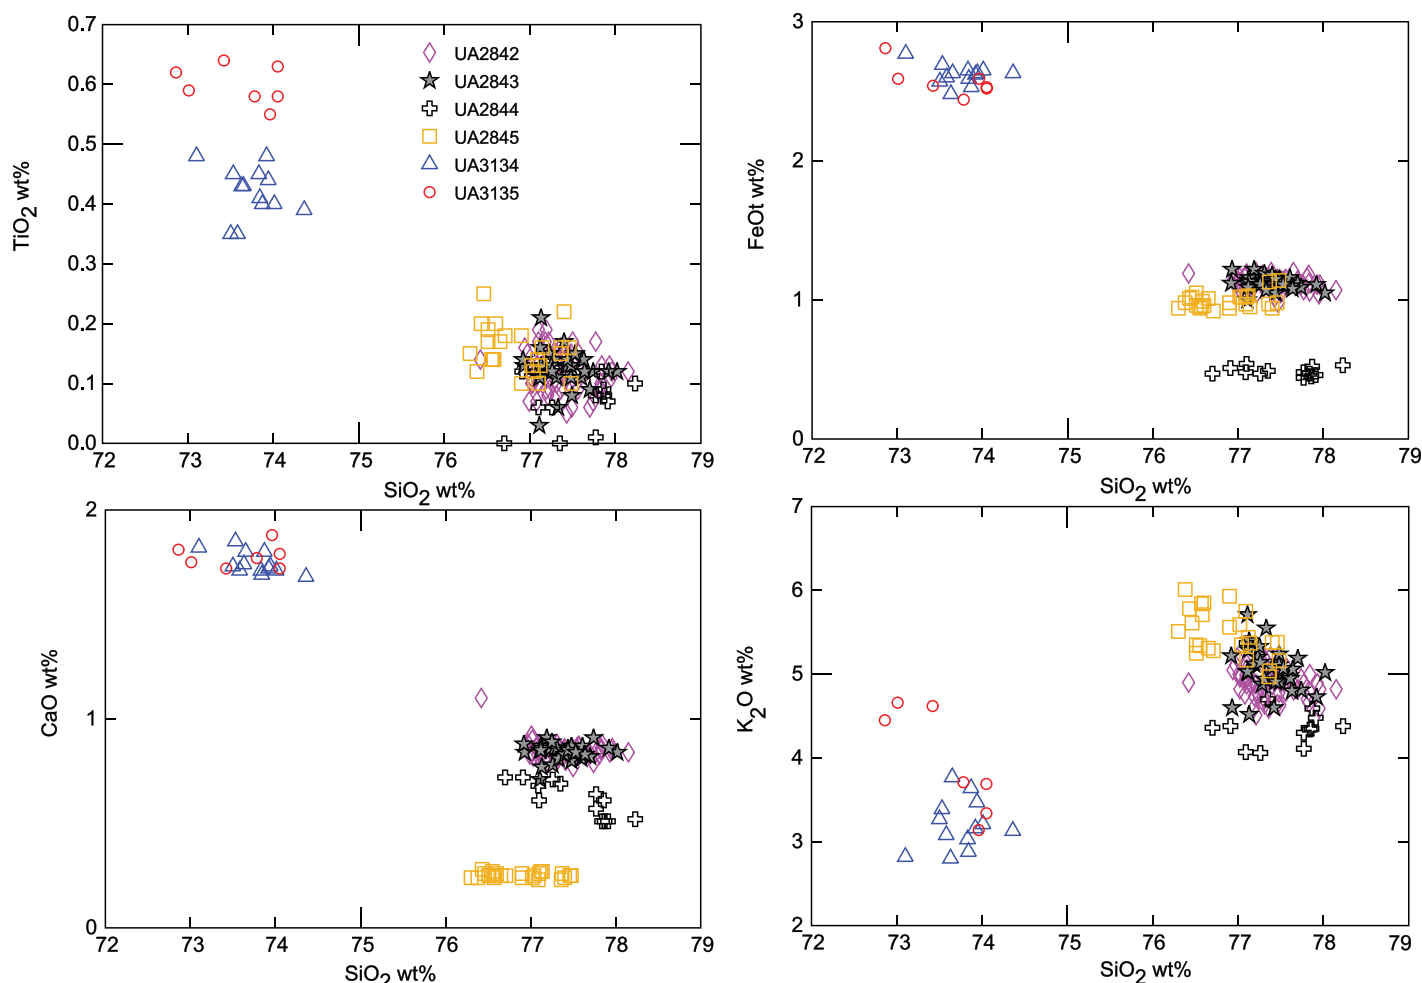 0.7
0.6
0.5
0.4
0.3
0.2
0.1
0.0
TiO2 wt%
72 73 74 75 76 77 78 79
SiO2 wt%
UA2842
UA2843
UA2844
UA2845
UA3134
UA3135
3
2
1
0
FeOt wt%
72 73 74 75 76 77 78 79
SiO2 wt%
2
1
0
CaO wt%
72 73 74 75 76 77 78 79
SiO2 wt%
7
6
5
4
3
2
K2O wt%
72 73 74 75 76 77 78 79
SiO2 wt%